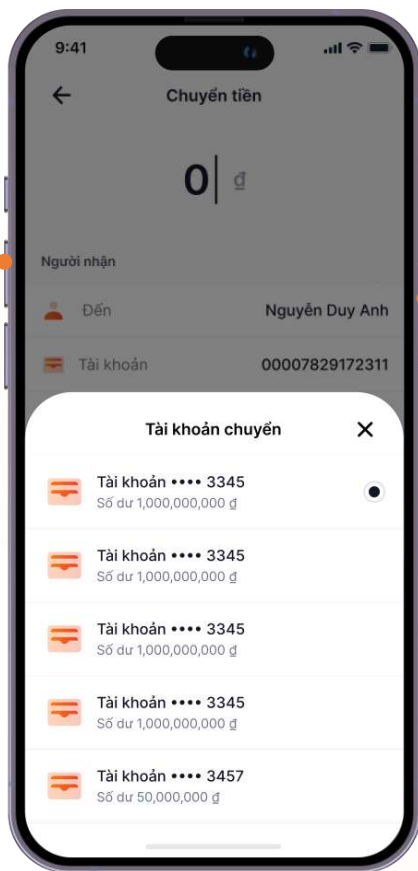 9:41
Chuyển tiền
0 ₫
Người nhận
Đến Nguyễn Duy Anh
Tài khoản 00007829172311
Tài khoản chuyển
Tài khoản •••• 3345
Số dư 1,000,000,000 ₫
Tài khoản •••• 3345
Số dư 1,000,000,000 ₫
Tài khoản •••• 3345
Số dư 1,000,000,000 ₫
Tài khoản •••• 3345
Số dư 1,000,000,000 ₫
Tài khoản •••• 3457
Số dư 50,000,000 ₫